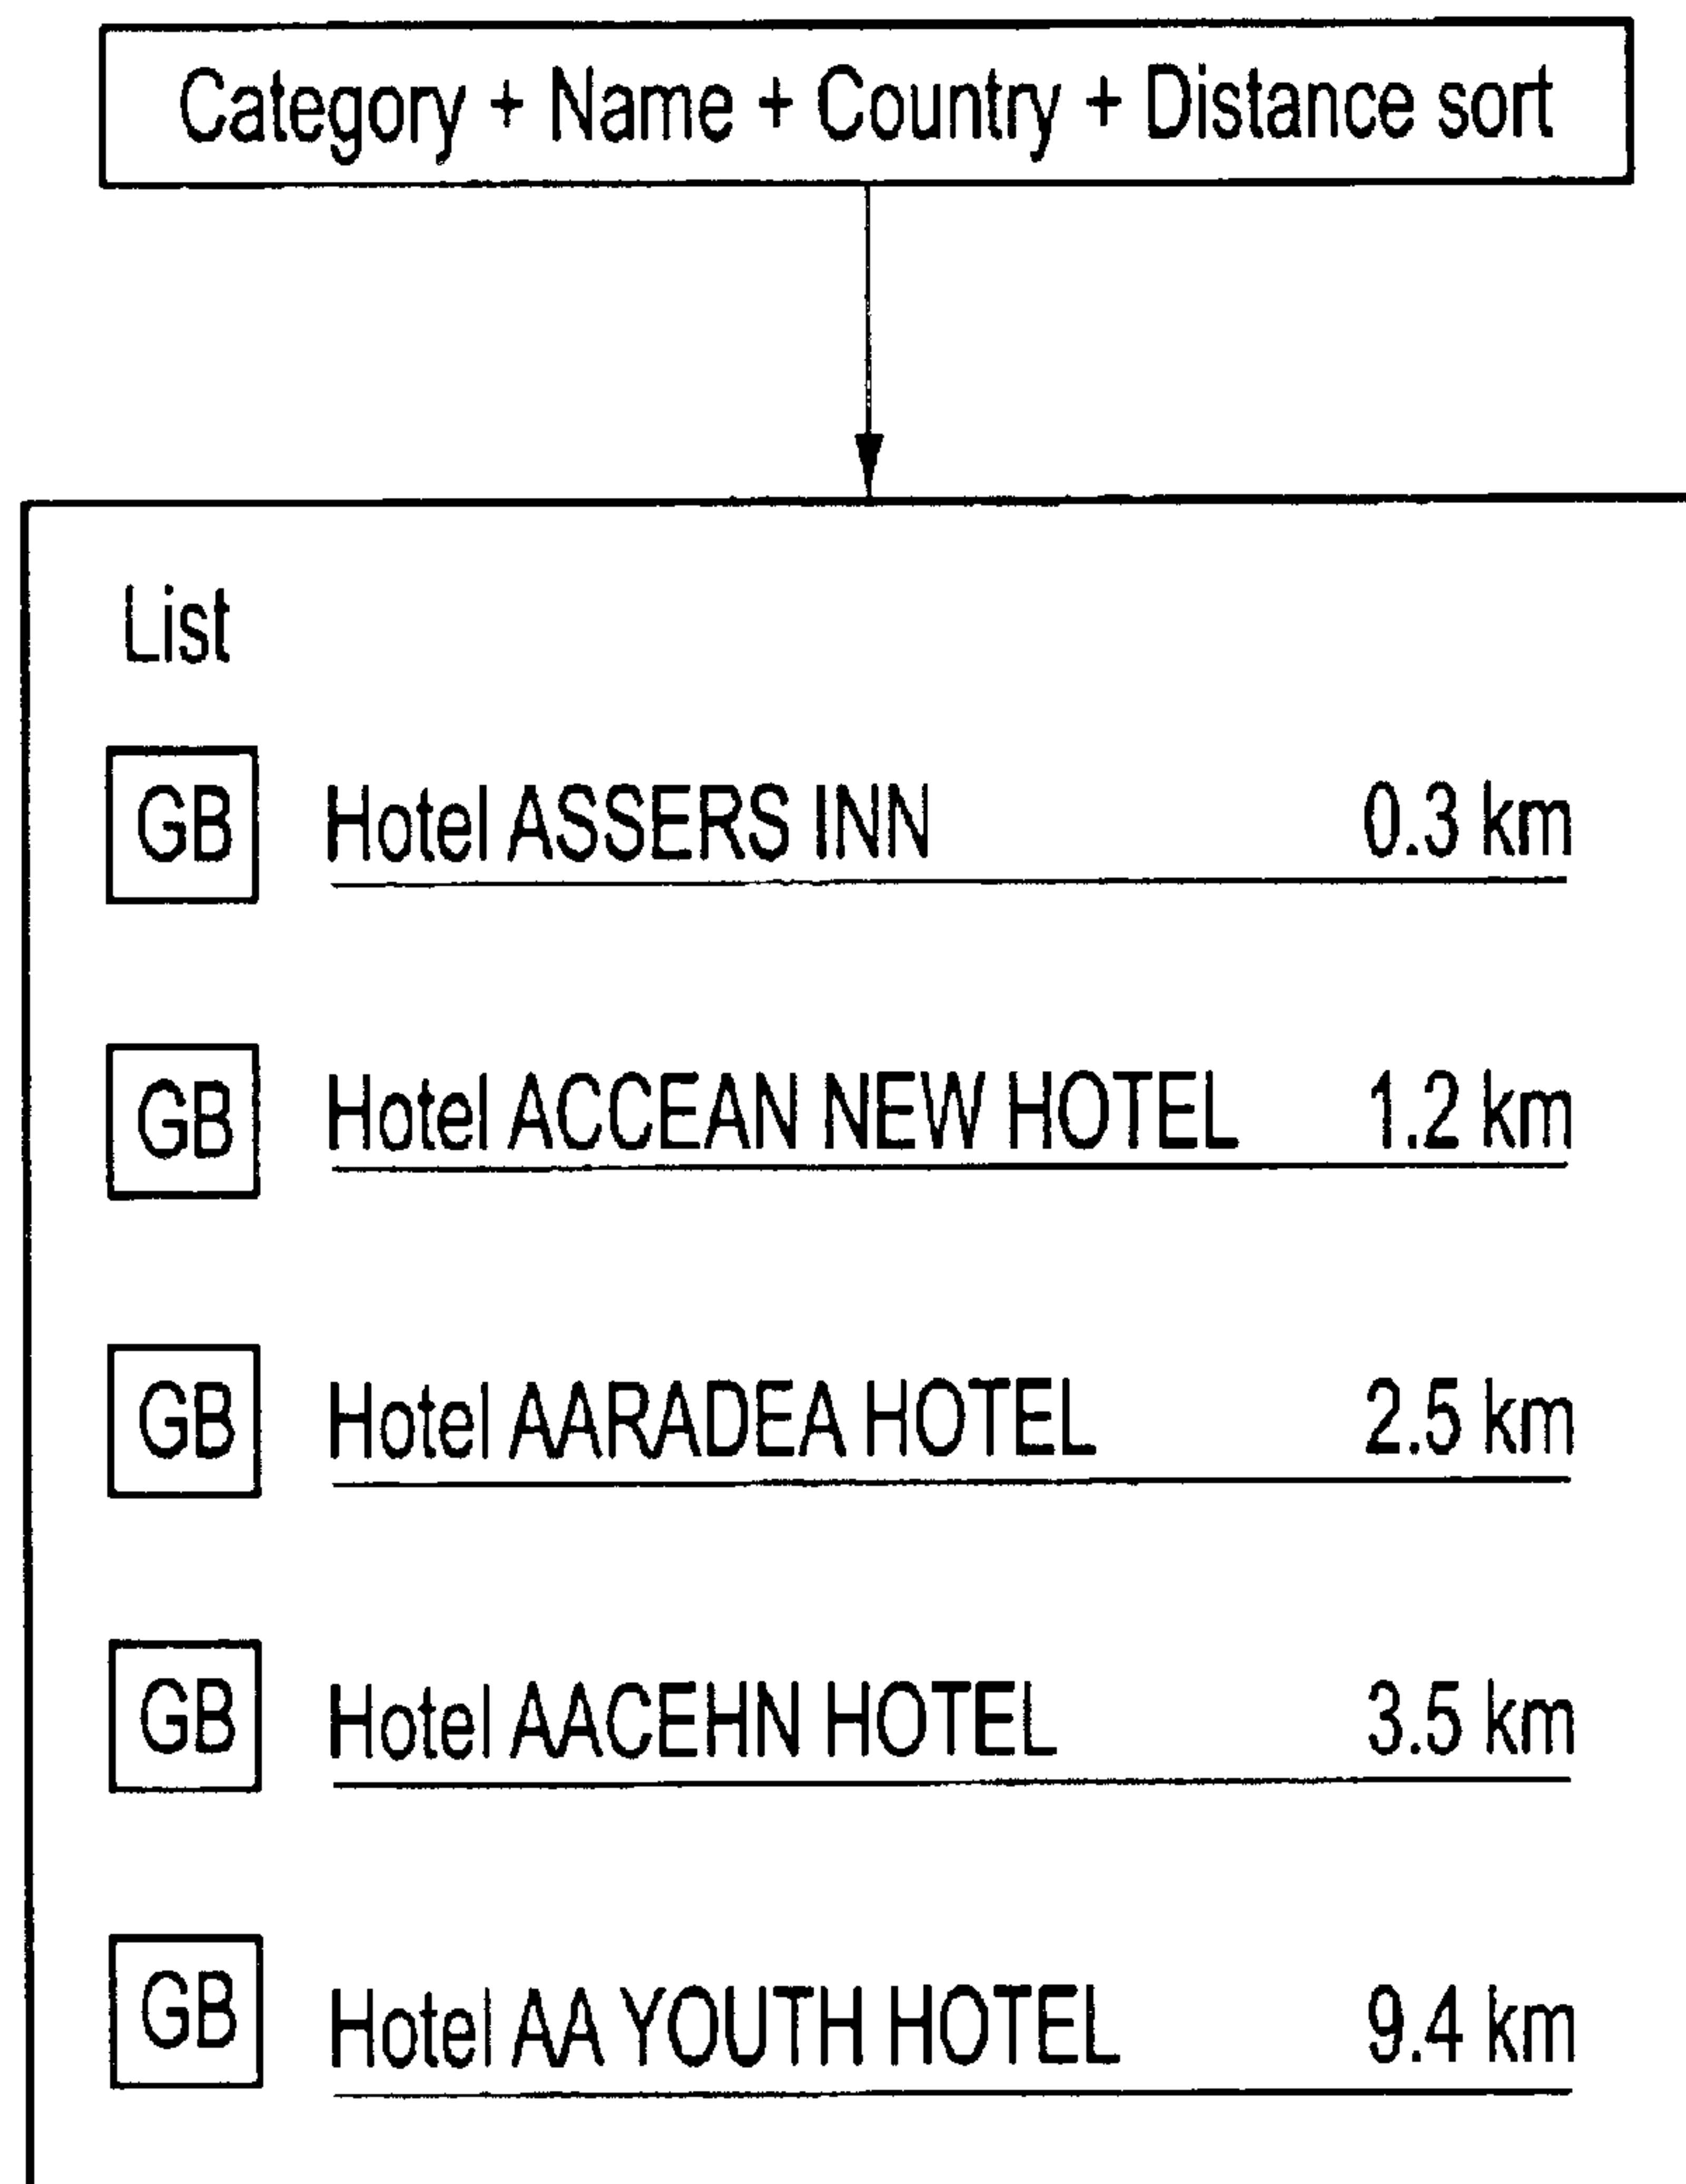 Category + Name + Country + Distance sort
List
GB Hotel ASSERS INN 0.3 km
GB Hotel ACCEAN NEW HOTEL 1.2 km
GB Hotel AARADEA HOTEL 2.5 km
GB Hotel AACEHN HOTEL 3.5 km
GB Hotel AA YOUTH HOTEL 9.4 km